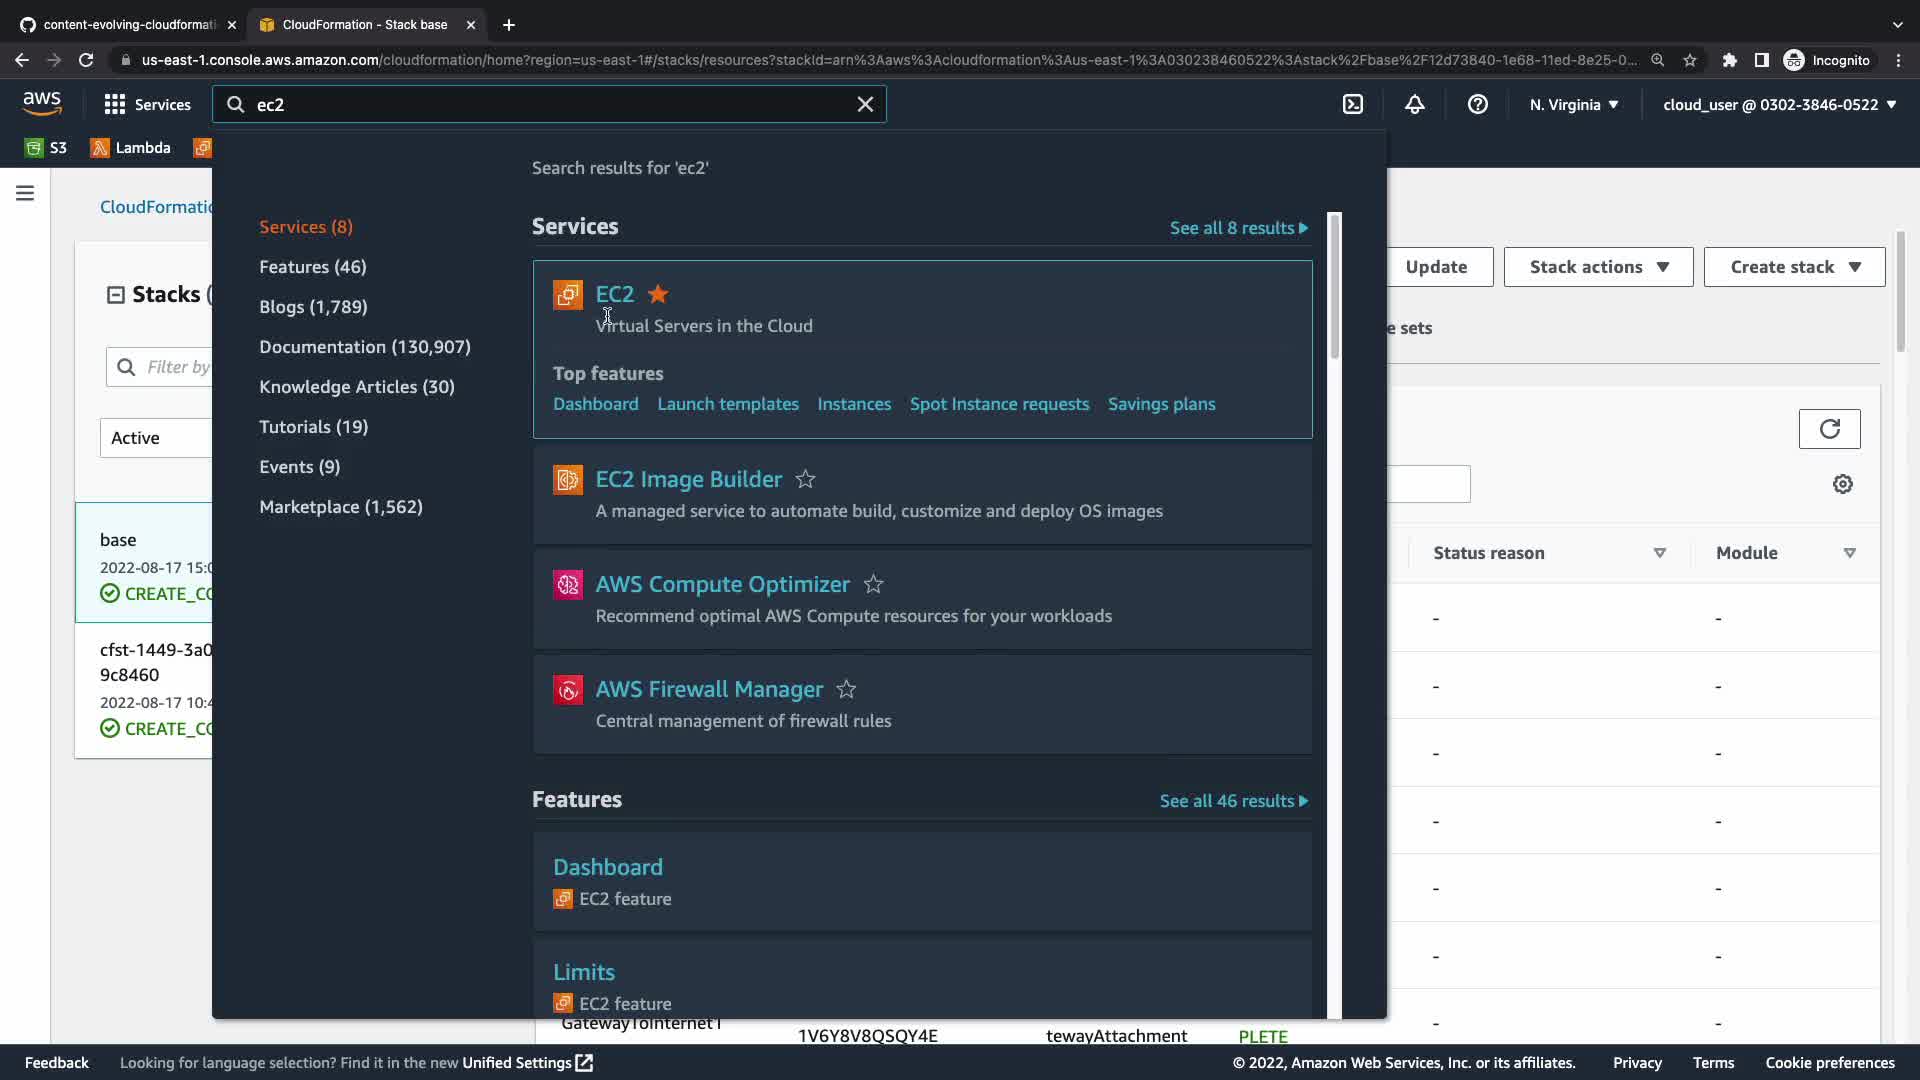 content-evolving-cloudformati
CloudFormation - Stack base
us-east-1.console.aws.amazon.com/cloudformation/home?region=us-east-1#/stacks/resources?stackId=arn%3Aaws%3Acloudformation%3Aus-east-1%3A030238460522%3Astack%2Fbase%2F12d73840-1e68-11ed-8e25-0...
Incognito
aws
Services
ec2
N. Virginia
cloud_user @ 0302-3846-0522
S3
Lambda
Search results for 'ec2'
CloudFormatio
Services (8)
Features (46)
Blogs (1,789)
Documentation (130,907)
Knowledge Articles (30)
Tutorials (19)
Events (9)
Marketplace (1,562)
Services
See all 8 results
EC2
Virtual Servers in the Cloud
Top features
Dashboard Launch templates Instances Spot Instance requests Savings plans
EC2 Image Builder
A managed service to automate build, customize and deploy OS images
AWS Compute Optimizer
Recommend optimal AWS Compute resources for your workloads
AWS Firewall Manager
Central management of firewall rules
Features
See all 46 results
Dashboard
EC2 feature
Limits
EC2 feature
Stacks (
Filter by
Active
base
2022-08-17 15:0
CREATE_CO
cfst-1449-3a0
9c8460
2022-08-17 10:4
CREATE_CO
Update
Stack actions
Create stack
e sets
Status reason
Module
-
-
-
-
-
-
-
-
-
-
-
-
-
-
GatewayToInternet1
1V6Y8V8QSQY4E
tewayAttachment
PLETE
Feedback
Looking for language selection? Find it in the new Unified Settings
© 2022, Amazon Web Services, Inc. or its affiliates.
Privacy
Terms
Cookie preferences